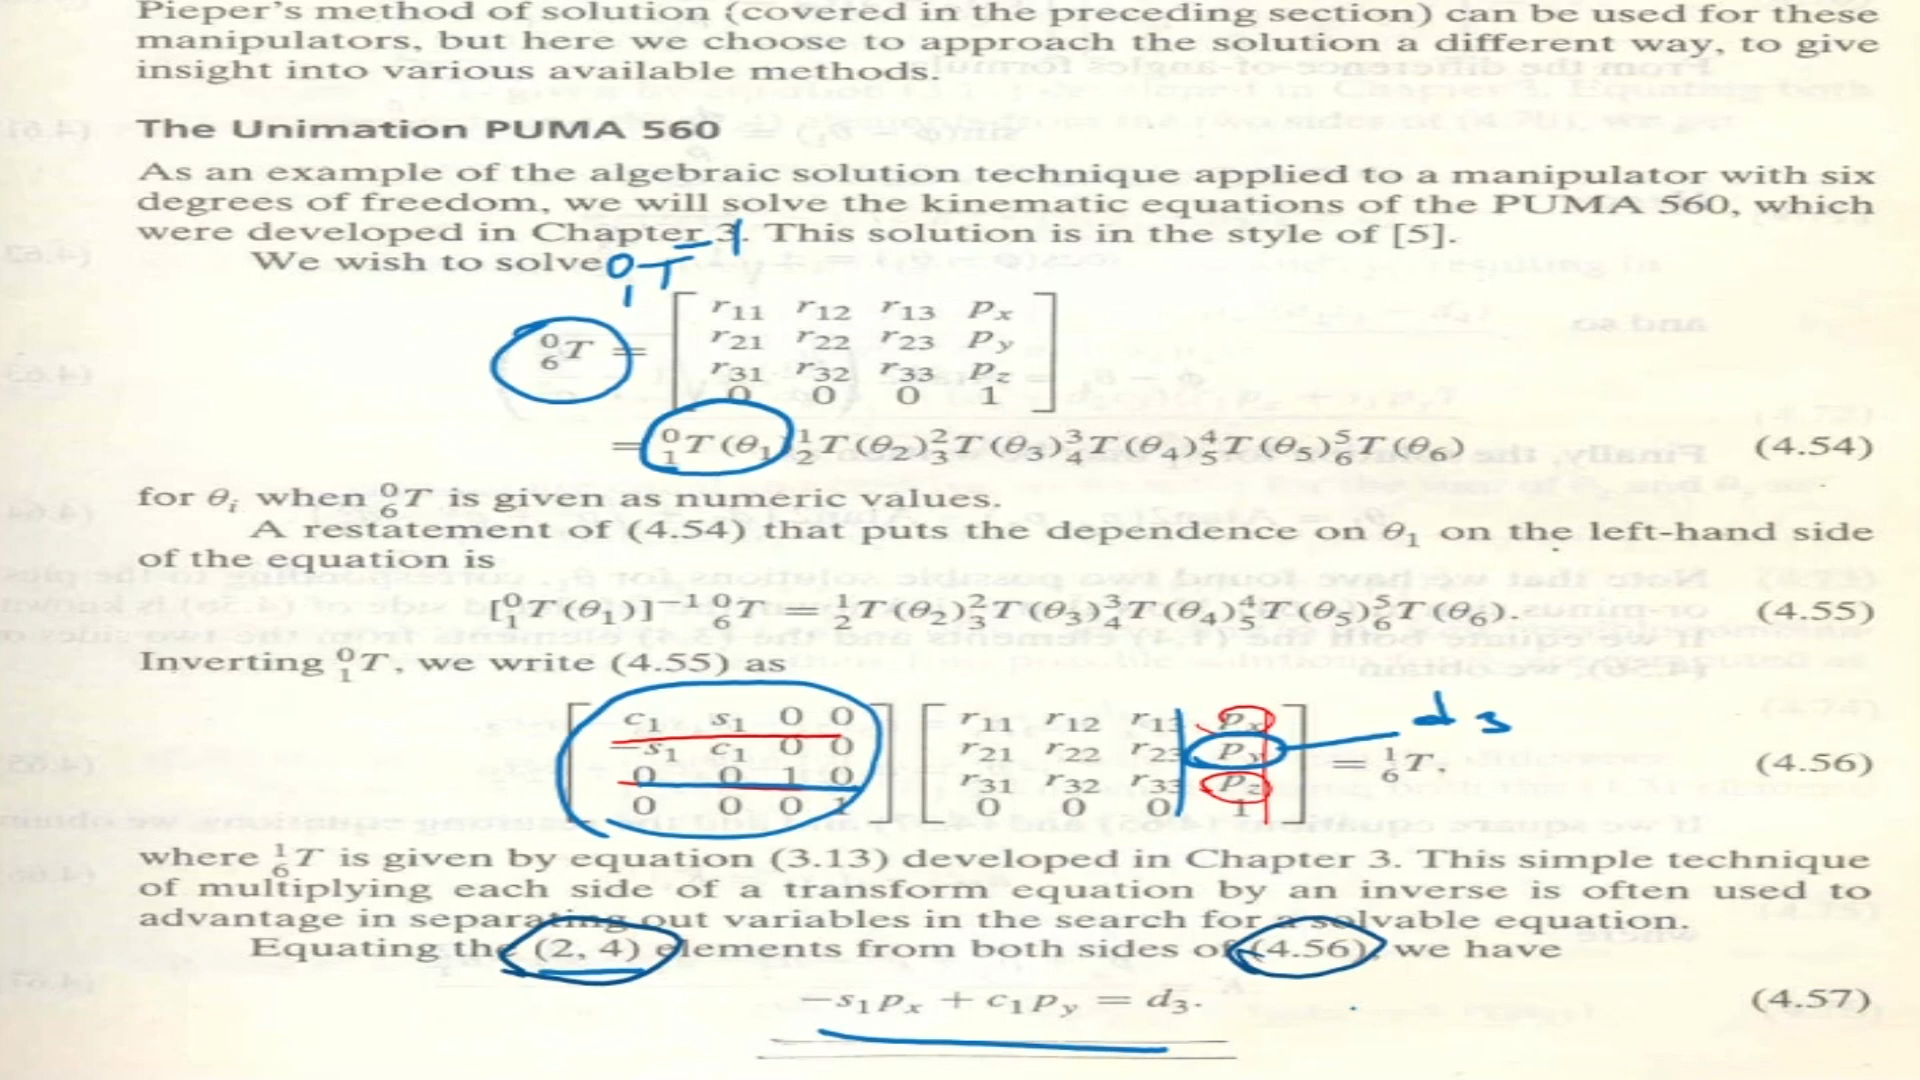 Pieper's method of solution (covered in the preceding section) can be used for these
manipulators, but here we choose to approach the solution a different way, to give
insight into various available methods.
The Unimation PUMA 560
As an example of the algebraic solution technique applied to a manipulator with six
degrees of freedom, we will solve the kinematic equations of the PUMA 560, which
were developed in Chapter 3. This solution is in the style of [5].
We wish to solve
⁰₁T⁻¹
⁰₆T = [ r₁₁ r₁₂ r₁₃ pₓ
r₂₁ r₂₂ r₂₃ p_y
r₃₁ r₃₂ r₃₃ p_z
0 0 0 1 ]
= ⁰₁T(θ₁)¹₂T(θ₂)²₃T(θ₃)³₄T(θ₄)⁴₅T(θ₅)⁵₆T(θ₆) (4.54)
for θᵢ when ⁰₆T is given as numeric values.
A restatement of (4.54) that puts the dependence on θ₁ on the left-hand side
of the equation is
[⁰₁T(θ₁)]⁻¹⁰₆T = ¹₂T(θ₂)²₃T(θ₃)³₄T(θ₄)⁴₅T(θ₅)⁵₆T(θ₆). (4.55)
Inverting ⁰₁T, we write (4.55) as
d₃
[ c₁ s₁ 0 0 ] [ r₁₁ r₁₂ r₁₃ pₓ ]
-s₁ c₁ 0 0 r₂₁ r₂₂ r₂₃ p_y = ¹₆T, (4.56)
0 0 1 0 r₃₁ r₃₂ r₃₃ p_z
0 0 0 1 0 0 0 1
where ¹₆T is given by equation (3.13) developed in Chapter 3. This simple technique
of multiplying each side of a transform equation by an inverse is often used to
advantage in separating out variables in the search for a solvable equation.
Equating the (2, 4) elements from both sides of (4.56), we have
-s₁pₓ + c₁p_y = d₃. (4.57)